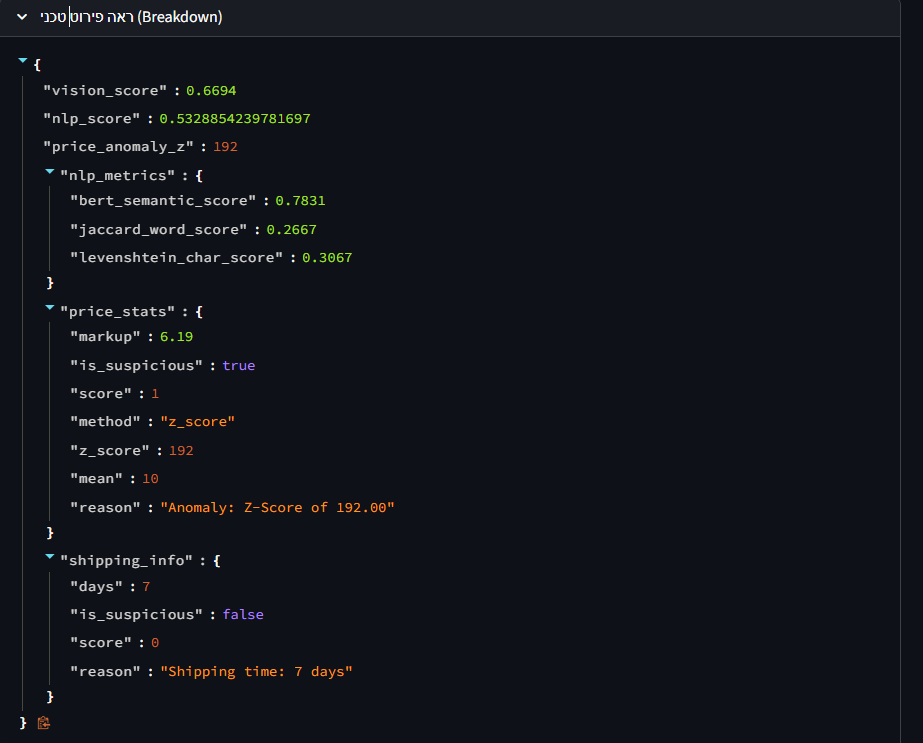 ראה פירוט טכני (Breakdown)
{
"vision_score" : 0.6694
"nlp_score" : 0.5328854239781697
"price_anomaly_z" : 192
"nlp_metrics" : {
"bert_semantic_score" : 0.7831
"jaccard_word_score" : 0.2667
"levenshtein_char_score" : 0.3067
}
"price_stats" : {
"markup" : 6.19
"is_suspicious" : true
"score" : 1
"method" : "z_score"
"z_score" : 192
"mean" : 10
"reason" : "Anomaly: Z-Score of 192.00"
}
"shipping_info" : {
"days" : 7
"is_suspicious" : false
"score" : 0
"reason" : "Shipping time: 7 days"
}
}